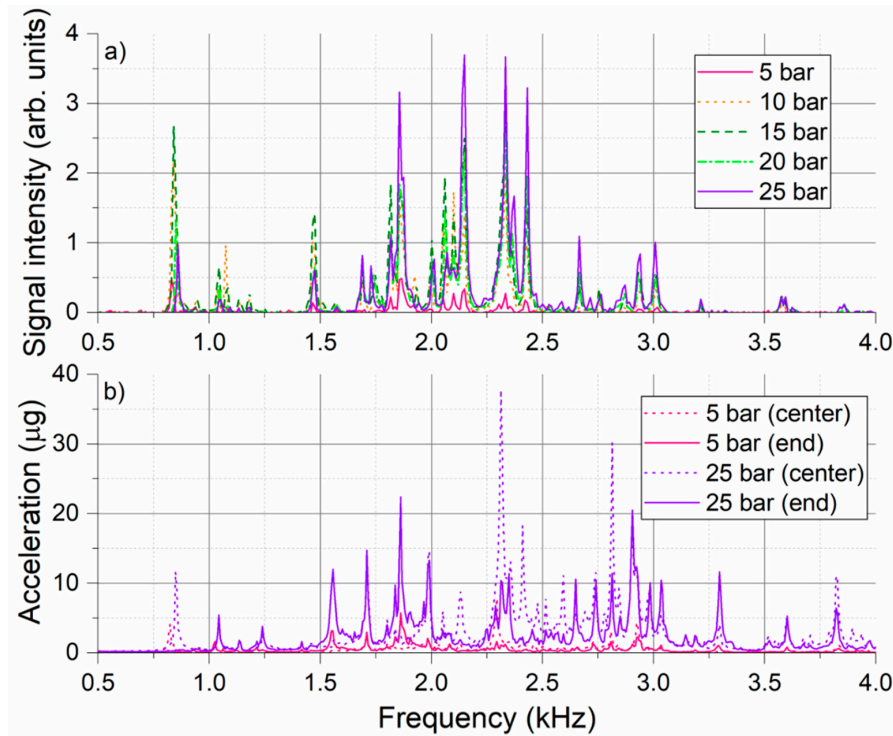 a)
Signal intensity (arb. units)
4
3
2
1
0
5 bar
10 bar
15 bar
20 bar
25 bar
0.5 1.0 1.5 2.0 2.5 3.0 3.5 4.0
b)
Acceleration (μg)
40
30
20
10
0
5 bar (center)
5 bar (end)
25 bar (center)
25 bar (end)
0.5 1.0 1.5 2.0 2.5 3.0 3.5 4.0
Frequency (kHz)